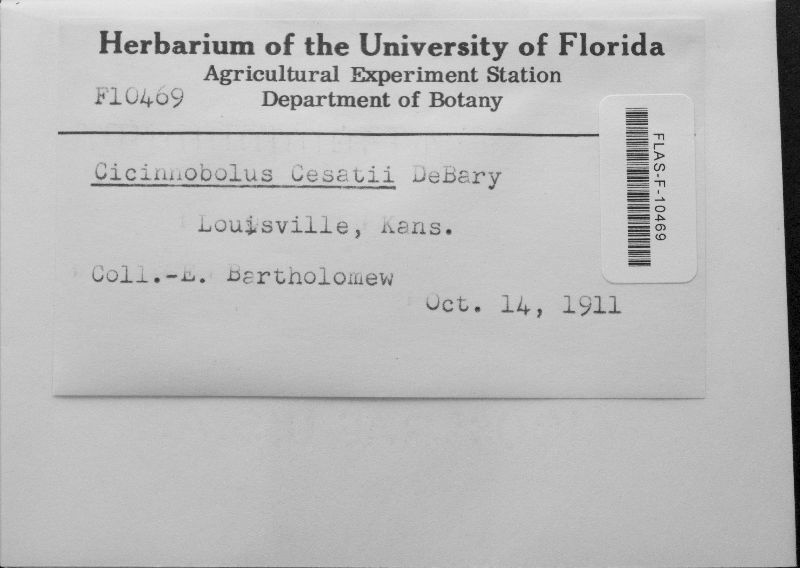 Herbarium of the University of Florida
Agricultural Experiment Station
F10469
Department of Botany
FLAS-F-10469
Cicinnobolus Cesatii DeBary
Louisville, Kans.
Coll.-E. Bartholomew
Oct. 14, 1911